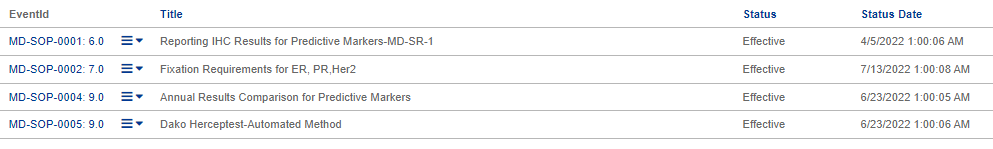 EventId Title Status Status Date
MD-SOP-0001: 6.0 Reporting IHC Results for Predictive Markers-MD-SR-1 Effective 4/5/2022 1:00:06 AM
MD-SOP-0002: 7.0 Fixation Requirements for ER, PR,Her2 Effective 7/13/2022 1:00:08 AM
MD-SOP-0004: 9.0 Annual Results Comparison for Predictive Markers Effective 6/23/2022 1:00:05 AM
MD-SOP-0005: 9.0 Dako Herceptest-Automated Method Effective 6/23/2022 1:00:06 AM